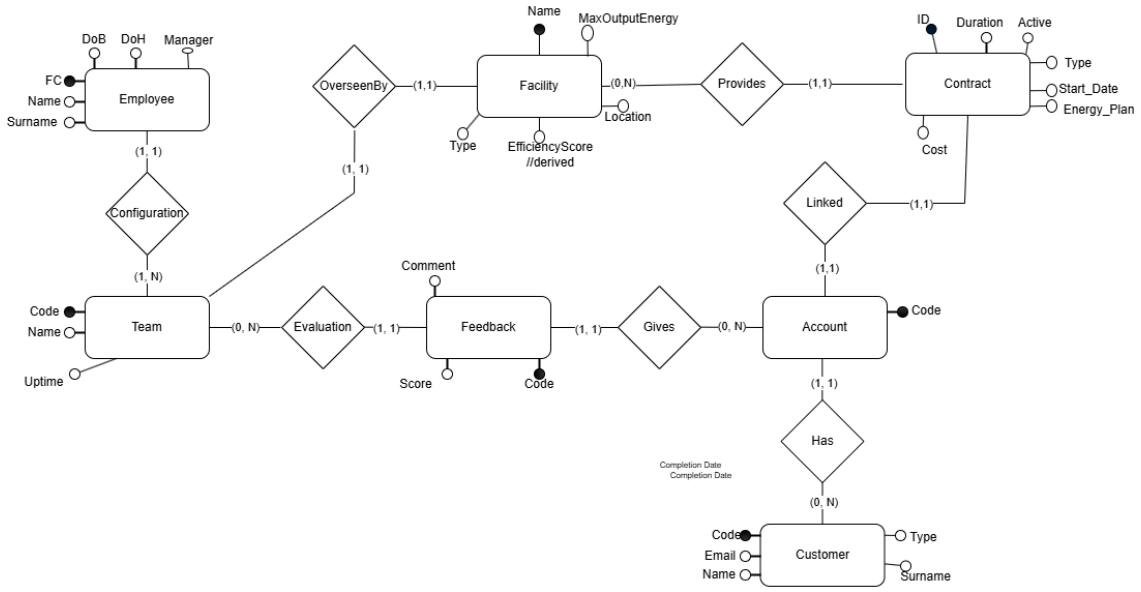 Name
MaxOutputEnergy
ID
Duration
Active
DoB
DoH
Manager
FC
Name
Surname
Employee
OverseenBy
(1,1)
Facility
(0,N)
Provides
(1,1)
Contract
Type
Start_Date
Energy_Plan
Location
Type
EfficiencyScore
//derived
Cost
(1, 1)
(1, 1)
Configuration
Linked
(1,1)
(1, N)
(1,1)
Comment
Code
Name
Team
Uptime
(0, N)
Evaluation
(1, 1)
Feedback
(1, 1)
Gives
(0, N)
Account
Code
Score
Code
(1, 1)
Has
Completion Date
Completion Date
(0, N)
Code
Email
Name
Customer
Type
Surname